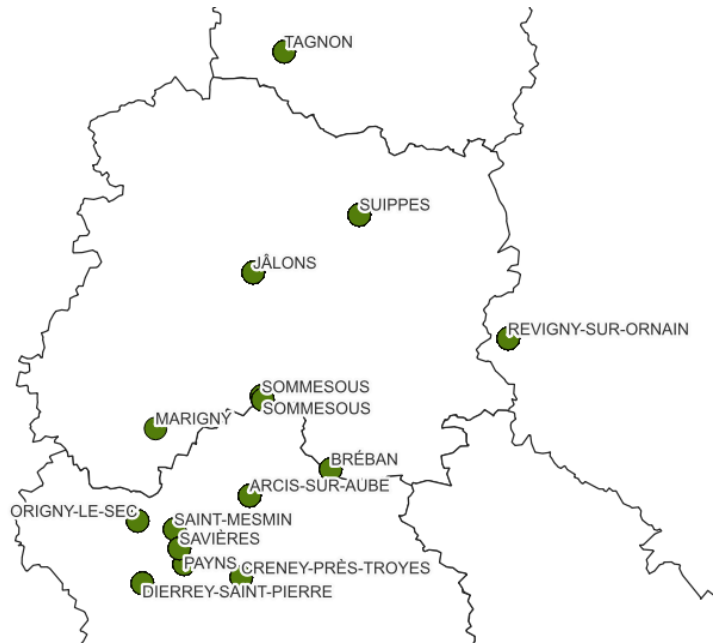 TAGNON
SUIPPES
JÂLONS
REVIGNY-SUR-ORNAIN
SOMMESOUS
SOMMESOUS
MARIGNY
BRÉBAN
ARCIS-SUR-AUBE
ORIGNY-LE-SEC
SAINT-MESMIN
SAVIÈRES
PAYNS
CRENEY-PRÈS-TROYES
DIERREY-SAINT-PIERRE